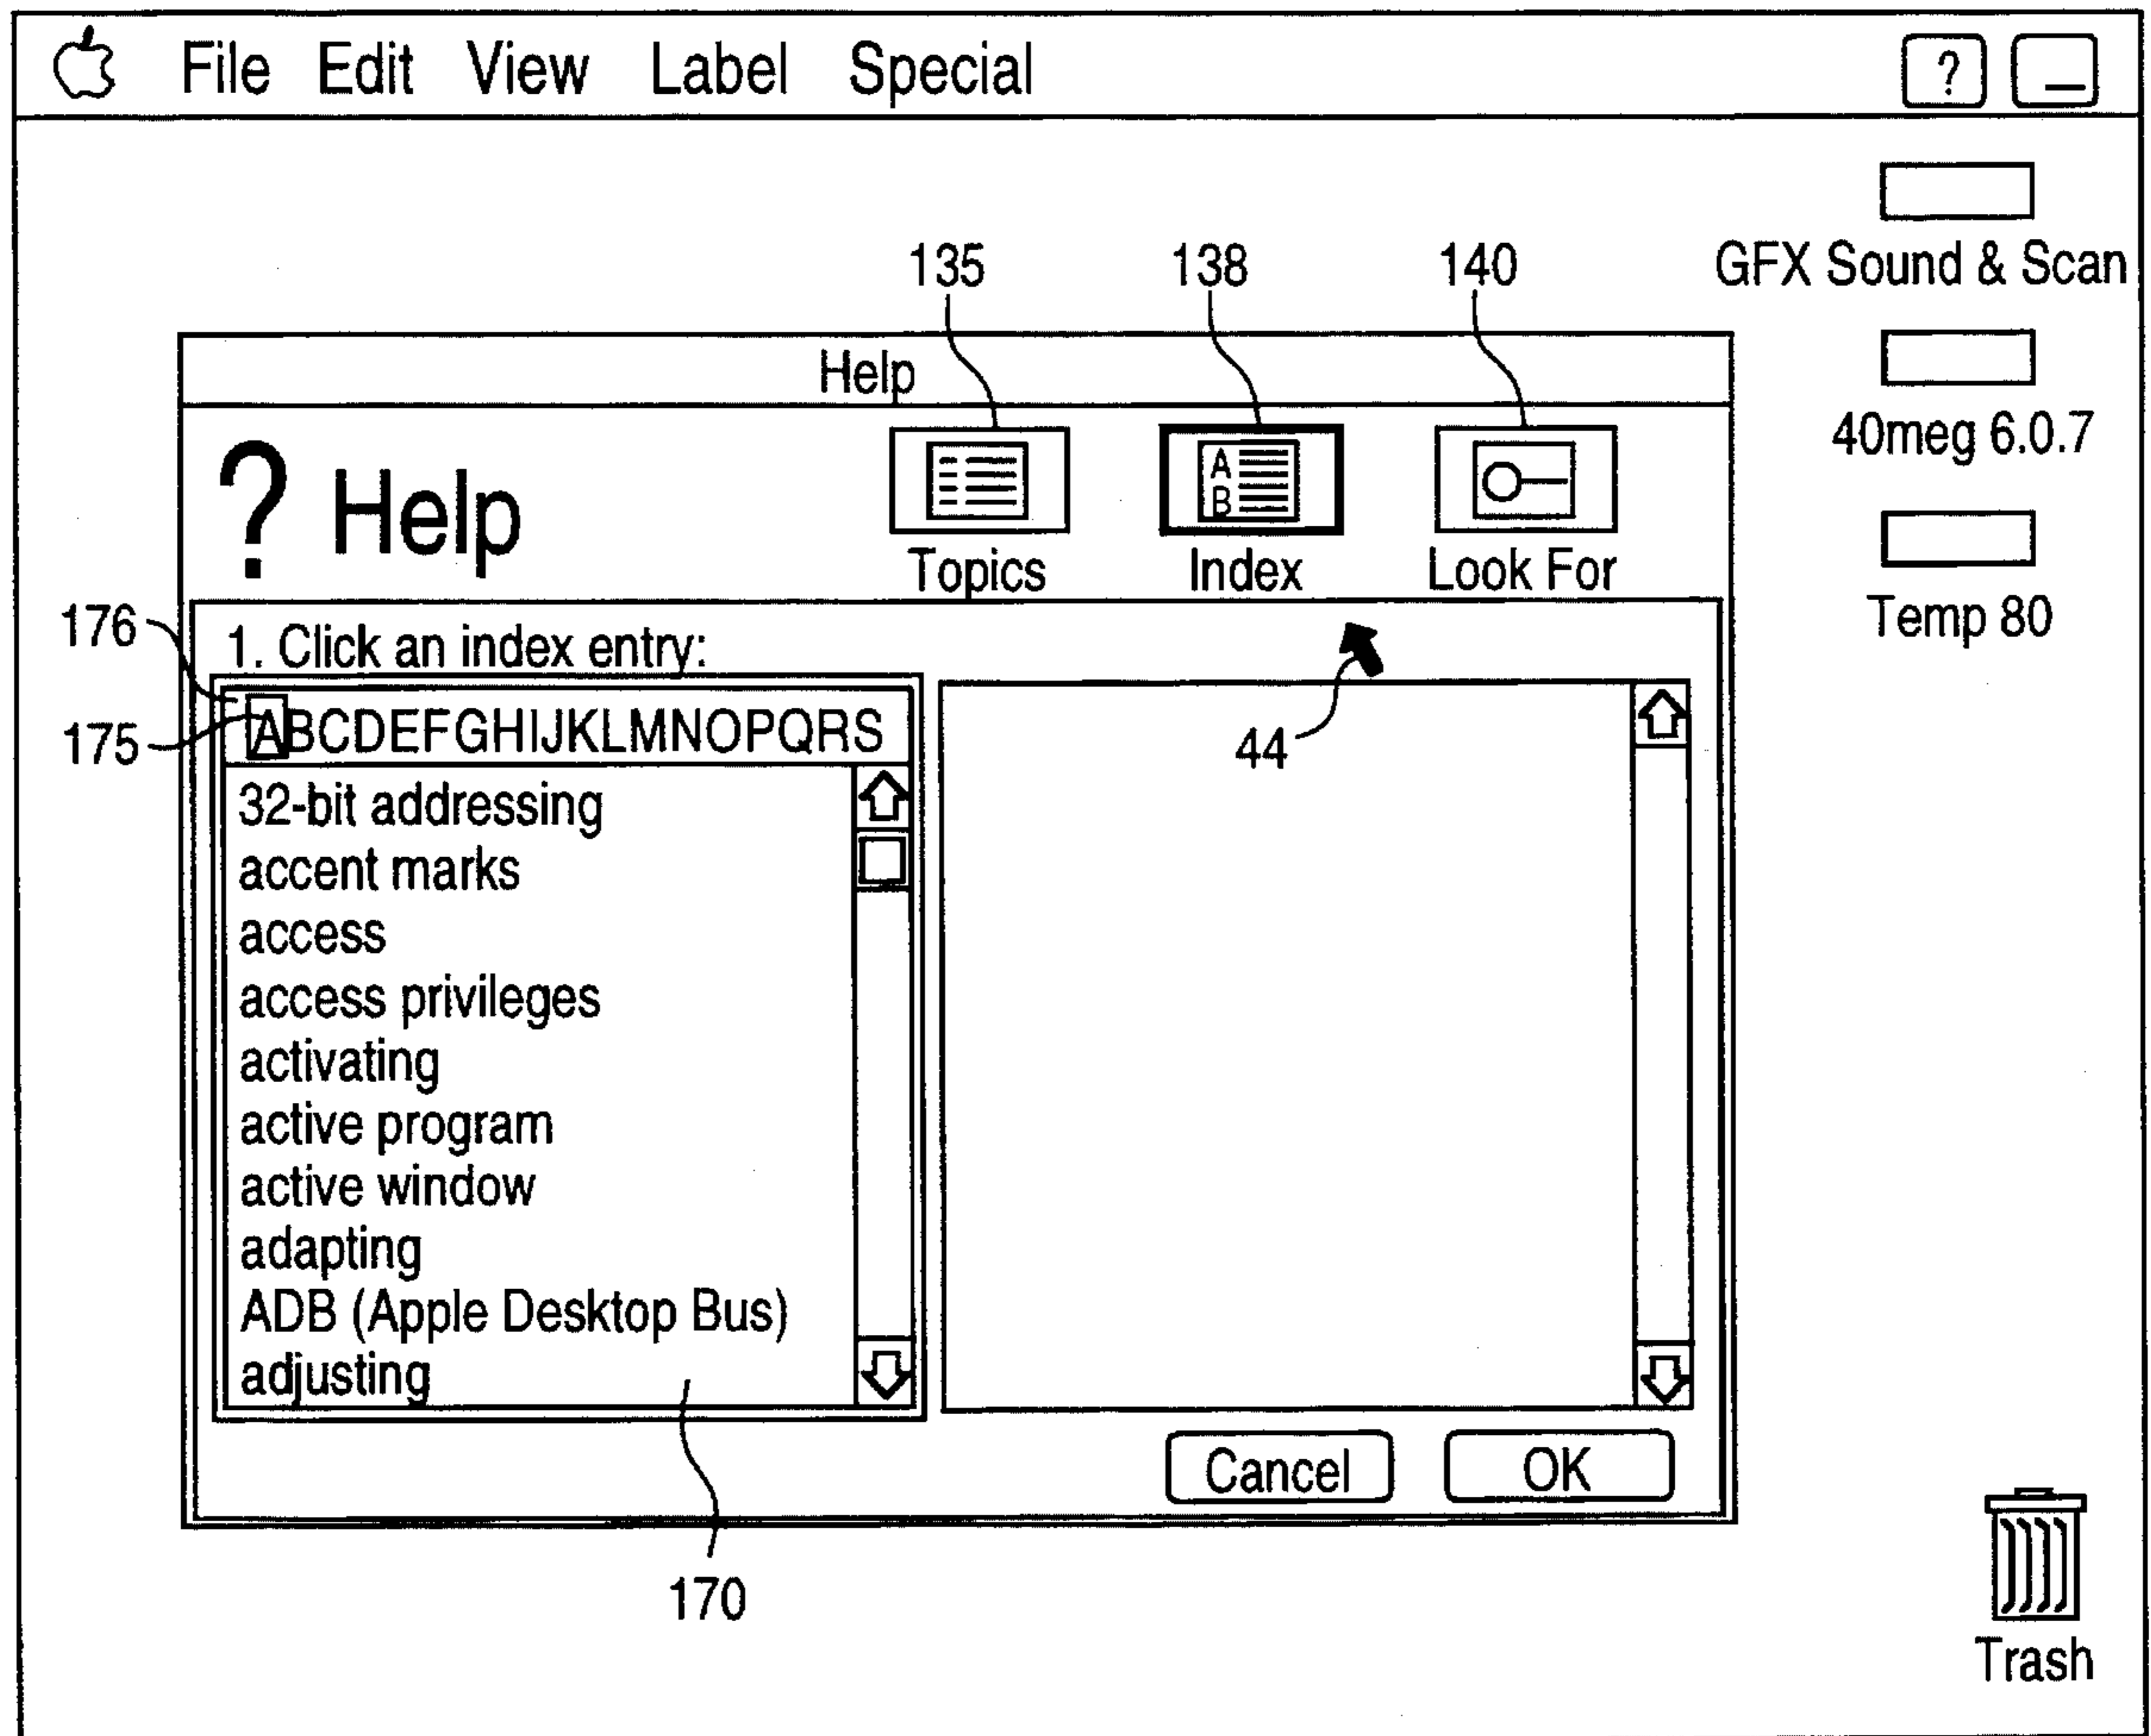 File Edit View Label Special ?
GFX Sound & Scan
135 138 140
Help
40meg 6.0.7
? Help
A
B
Topics Index Look For
Temp 80
176
1. Click an index entry:
175
ABCDEFGHIJKLMNOPQRS
44
32-bit addressing
accent marks
access
access privileges
activating
active program
active window
adapting
ADB (Apple Desktop Bus)
adjusting
Cancel OK
170
Trash